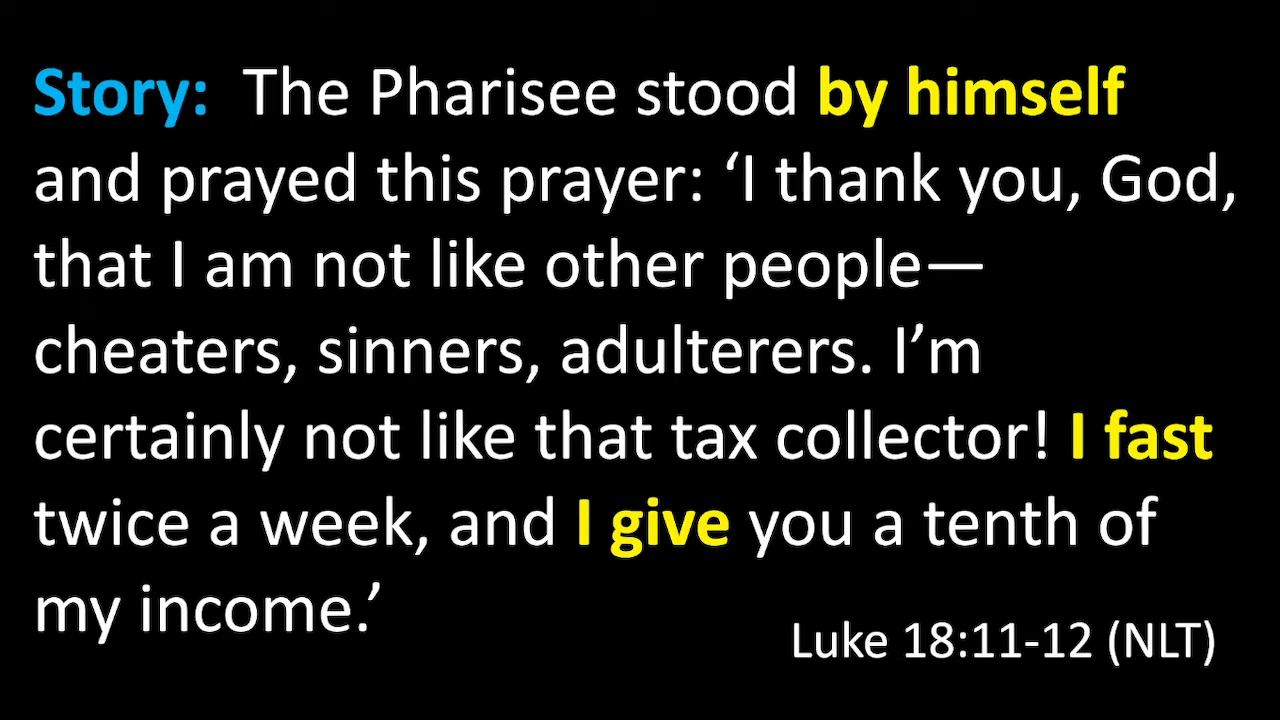 Story:  The Pharisee stood by himself
and prayed this prayer: ‘I thank you, God,
that I am not like other people—
cheaters, sinners, adulterers. I’m
certainly not like that tax collector! I fast
twice a week, and I give you a tenth of
my income.’
Luke 18:11-12 (NLT)